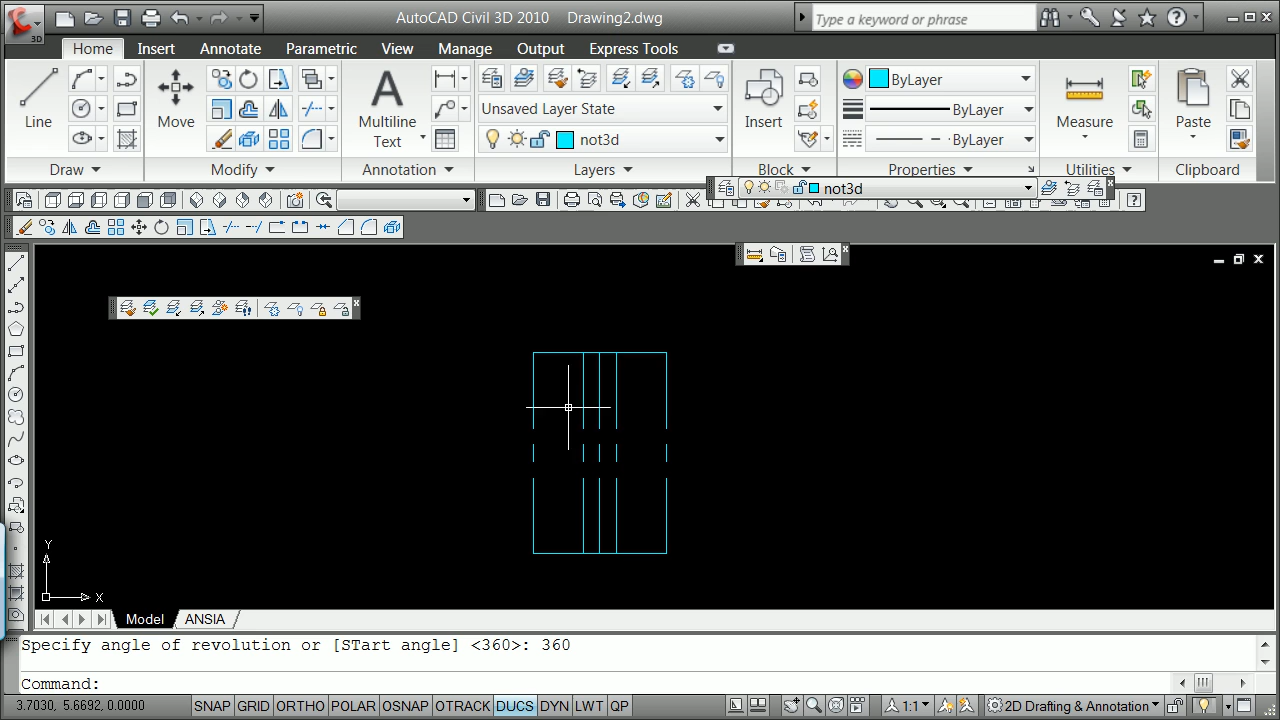 AutoCAD Civil 3D 2010 Drawing2.dwg
Type a keyword or phrase
3D
Home Insert Annotate Parametric View Manage Output Express Tools
Line
Move
Multiline
Text
Unsaved Layer State
not3d
Insert
ByLayer
ByLayer
ByLayer
Measure
Paste
Draw Modify Annotation Layers Block Properties Utilities Clipboard
not3d
Y
X
Model ANSIA
Specify angle of revolution or [STart angle] <360>: 360
Command:
3.7030, 5.6692, 0.0000 SNAP GRID ORTHO POLAR OSNAP OTRACK DUCS DYN LWT QP 1:1 2D Drafting & Annotation